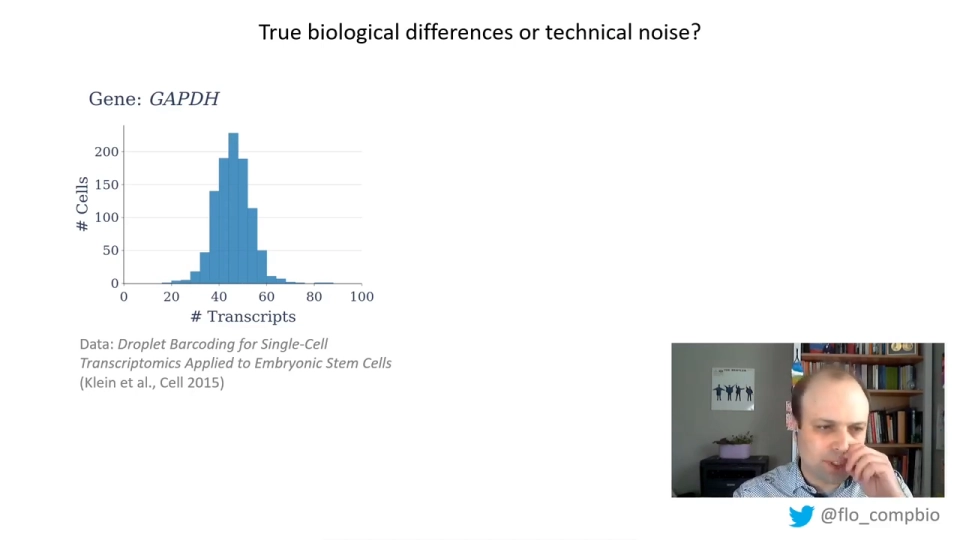 True biological differences or technical noise?
Gene: GAPDH
200
150
100
50
0
# Cells
0 20 40 60 80 100
# Transcripts
Data: Droplet Barcoding for Single-Cell
Transcriptomics Applied to Embryonic Stem Cells
(Klein et al., Cell 2015)
@flo_compbio